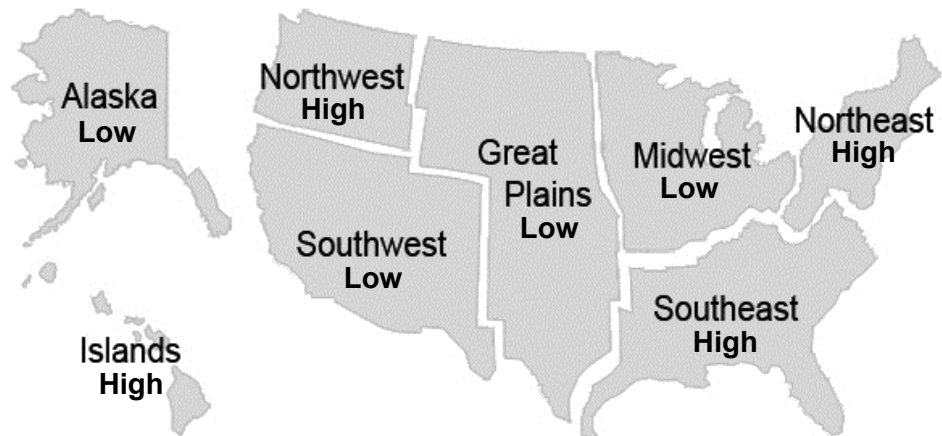 Alaska
Low
Northwest
High
Great
Plains
Low
Midwest
Low
Northeast
High
Southwest
Low
Southeast
High
Islands
High